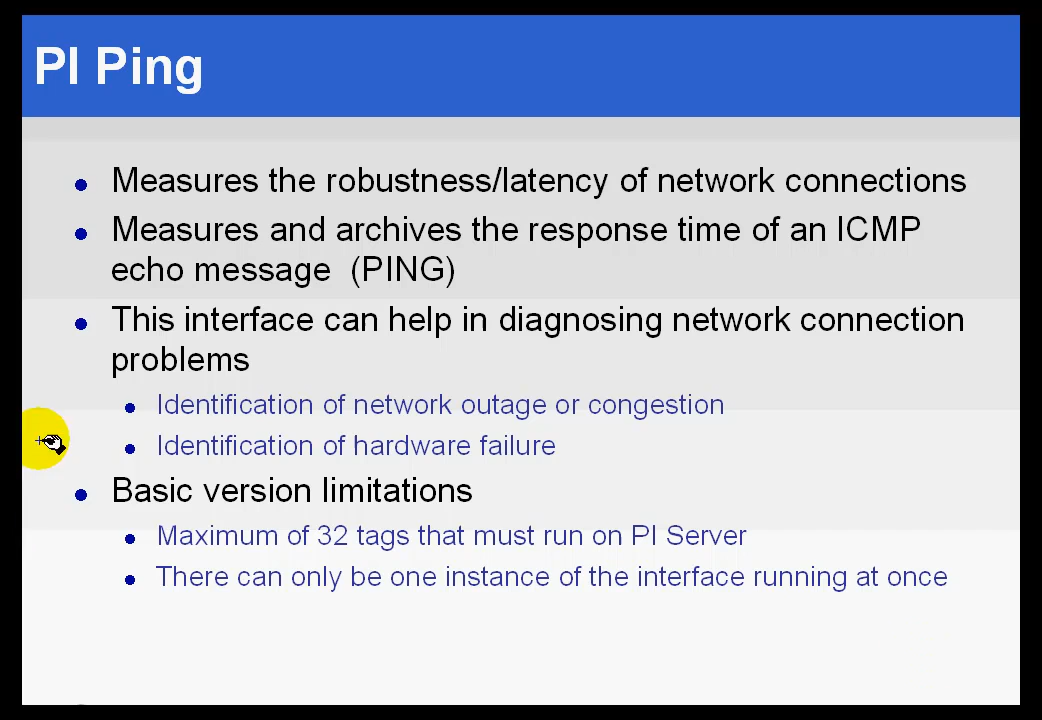 PI Ping
Measures the robustness/latency of network connections
Measures and archives the response time of an ICMP
echo message (PING)
This interface can help in diagnosing network connection
problems
Identification of network outage or congestion
Identification of hardware failure
Basic version limitations
Maximum of 32 tags that must run on PI Server
There can only be one instance of the interface running at once